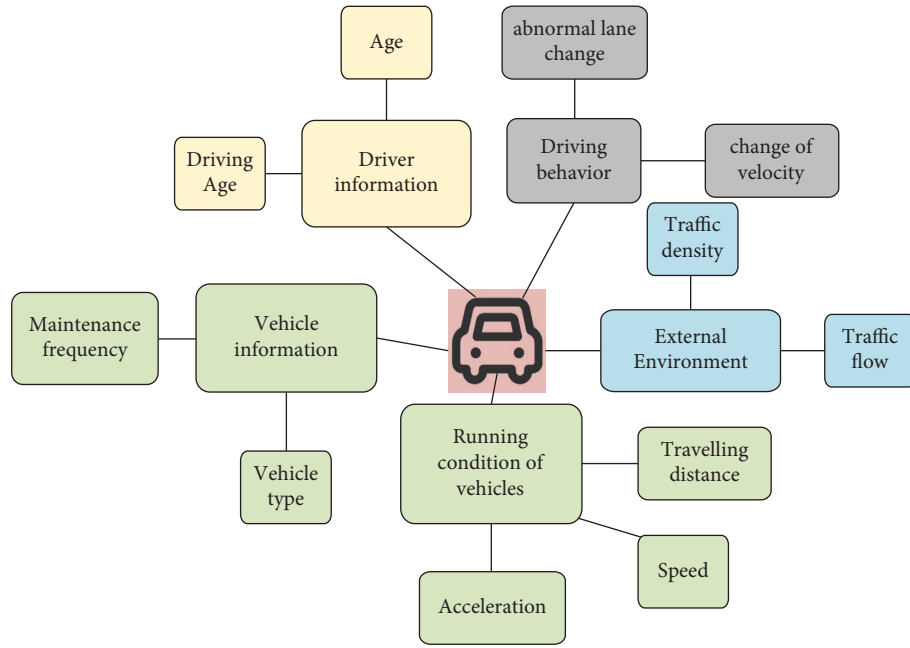 Age
abnormal lane
change
Driving
Age
Driver
information
Driving
behavior
change of
velocity
Traffic
density
Maintenance
frequency
Vehicle
information
External
Environment
Traffic
flow
Vehicle
type
Running
condition of
vehicles
Travelling
distance
Acceleration
Speed